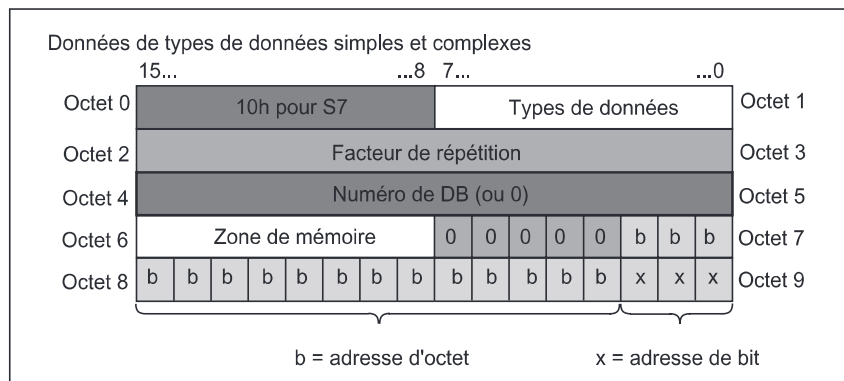 Données de types de données simples et complexes
15... ...8 7... ...0
Octet 0 10h pour S7 Types de données Octet 1
Octet 2 Facteur de répétition Octet 3
Octet 4 Numéro de DB (ou 0) Octet 5
Octet 6 Zone de mémoire 0 0 0 0 0 b b b Octet 7
Octet 8 b b b b b b b b b b b b b x x x Octet 9
b = adresse d'octet x = adresse de bit